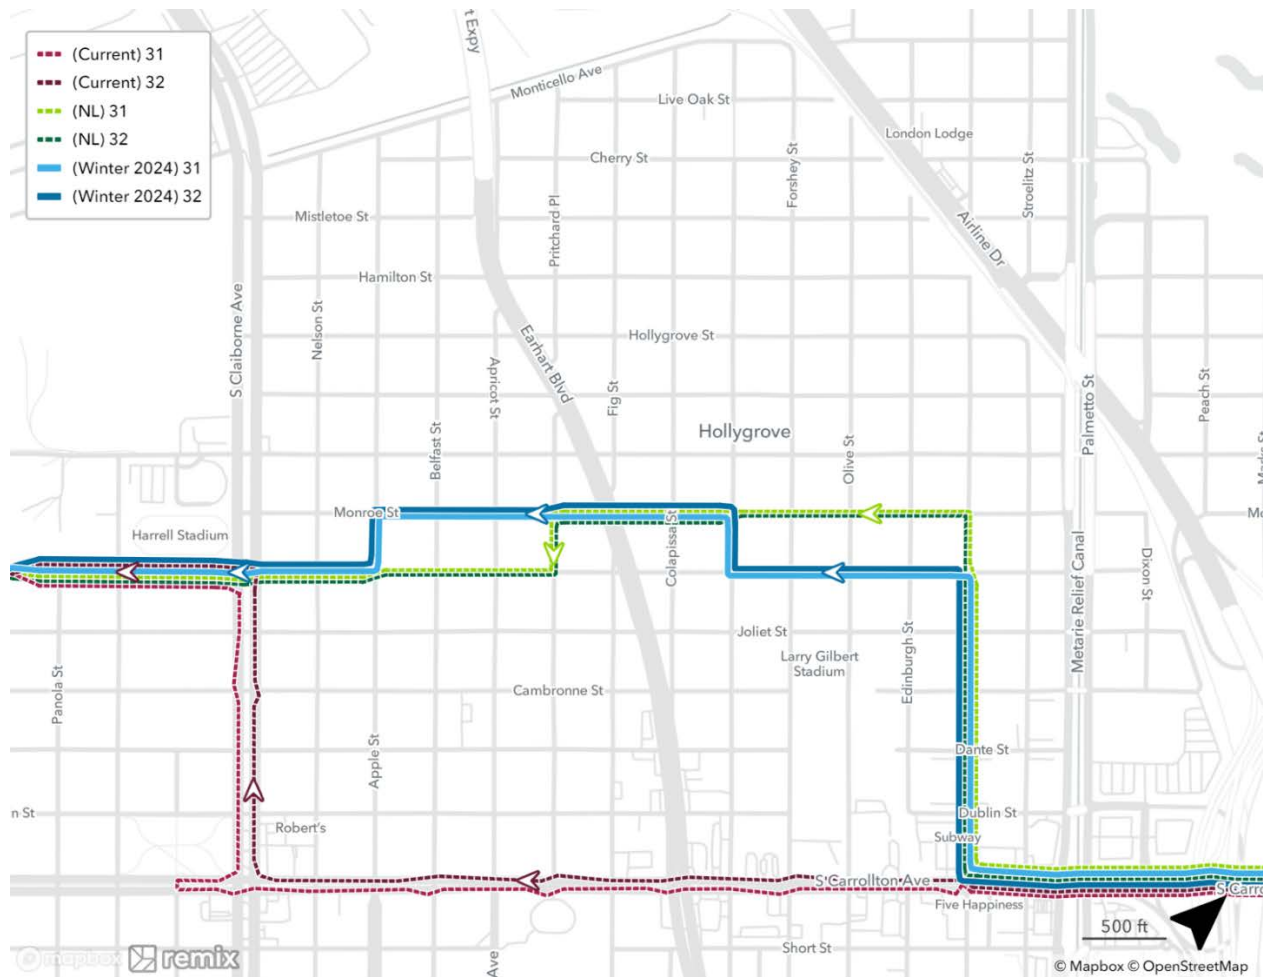 (Current) 31
(Current) 32
(NL) 31
(NL) 32
(Winter 2024) 31
(Winter 2024) 32
t Expy
Monticello Ave
Live Oak St
London Lodge
Cherry St
Forshey St
Stroelitz St
Mistletoe St
Pritchard Pl
Airline Dr
Hamilton St
S Claiborne Ave
Nelson St
Hollygrove St
Earhart Blvd
Apricot St
Fig St
Palmetto St
Peach St
Belfast St
Hollygrove
Olive St
Monroe St
Harrell Stadium
Colapissa St
Mo
Metarie Relief Canal
Dixon St
Joliet St
Larry Gilbert
Stadium
Edinburgh St
Panola St
Cambronne St
Apple St
Dante St
n St
Robert's
Dublin St
Subway
S Carrollton Ave
S Carro
Five Happiness
500 ft
Short St
Ave
mapbox
remix
© Mapbox © OpenStreetMap